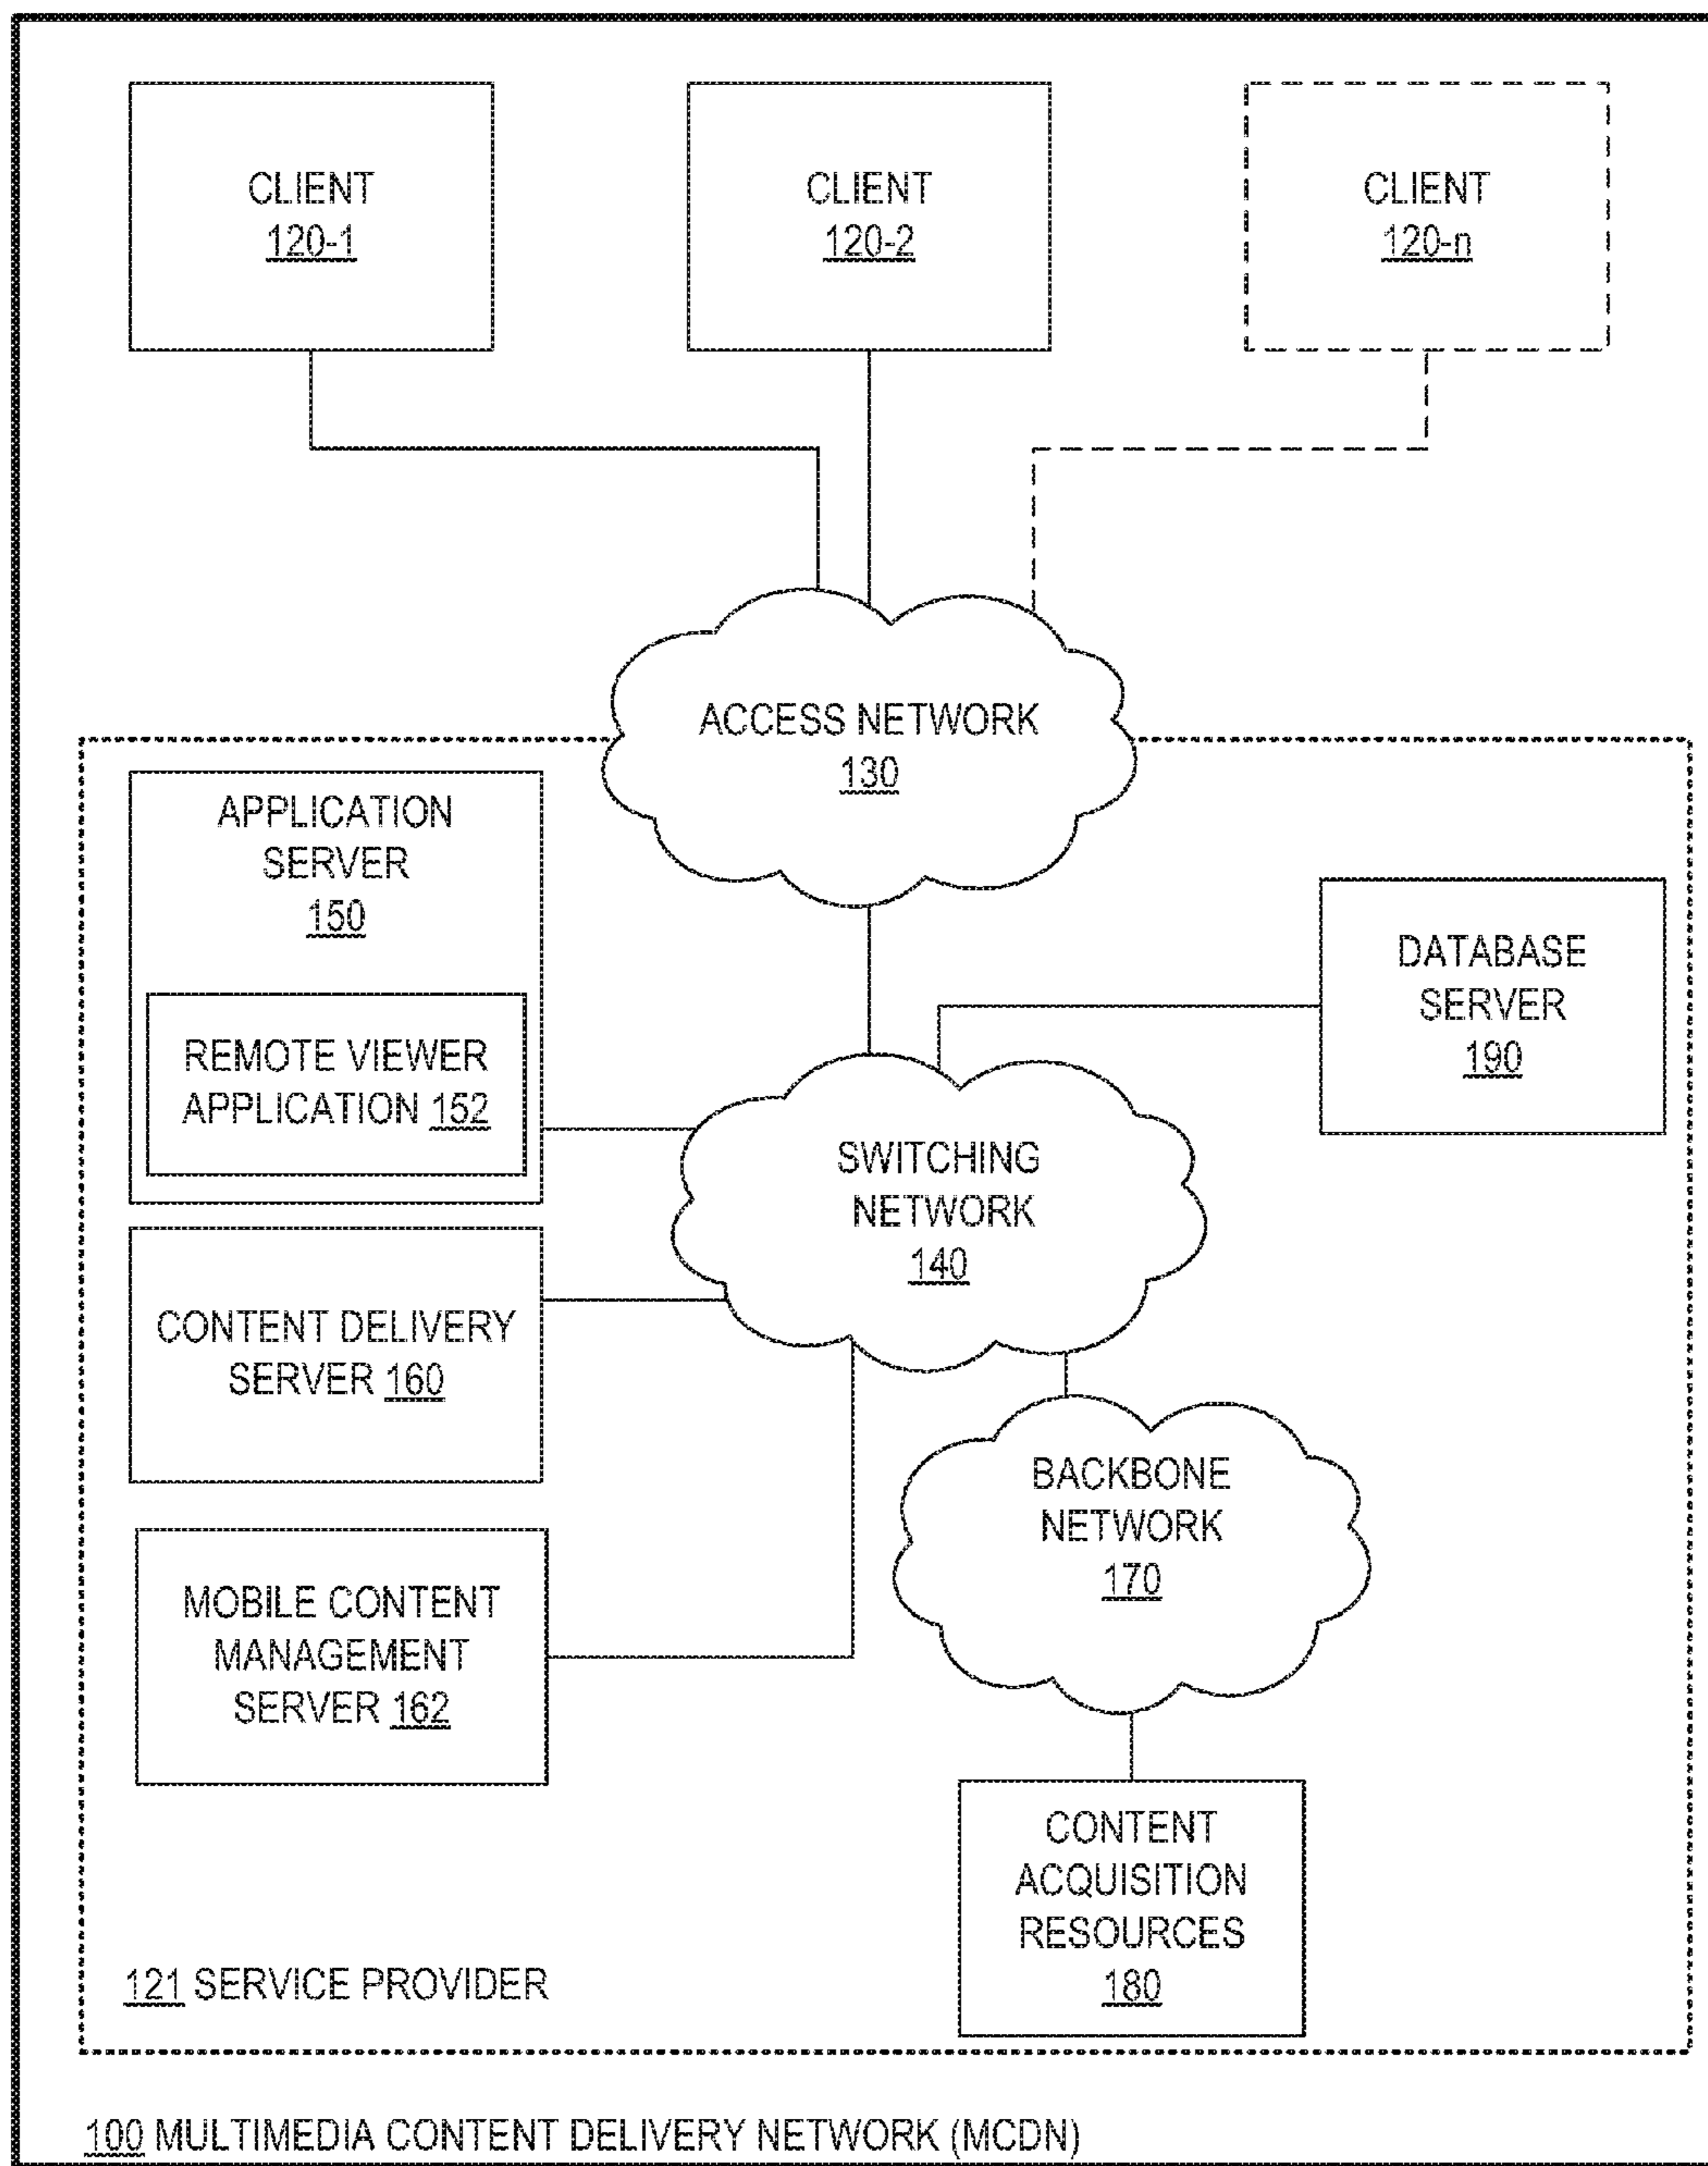 CLIENT
120-1
CLIENT
120-2
CLIENT
120-n
ACCESS NETWORK
130
APPLICATION
SERVER
150
REMOTE VIEWER
APPLICATION 152
DATABASE
SERVER
190
SWITCHING
NETWORK
140
CONTENT DELIVERY
SERVER 160
BACKBONE
NETWORK
170
MOBILE CONTENT
MANAGEMENT
SERVER 162
CONTENT
ACQUISITION
RESOURCES
180
121 SERVICE PROVIDER
100 MULTIMEDIA CONTENT DELIVERY NETWORK (MCDN)